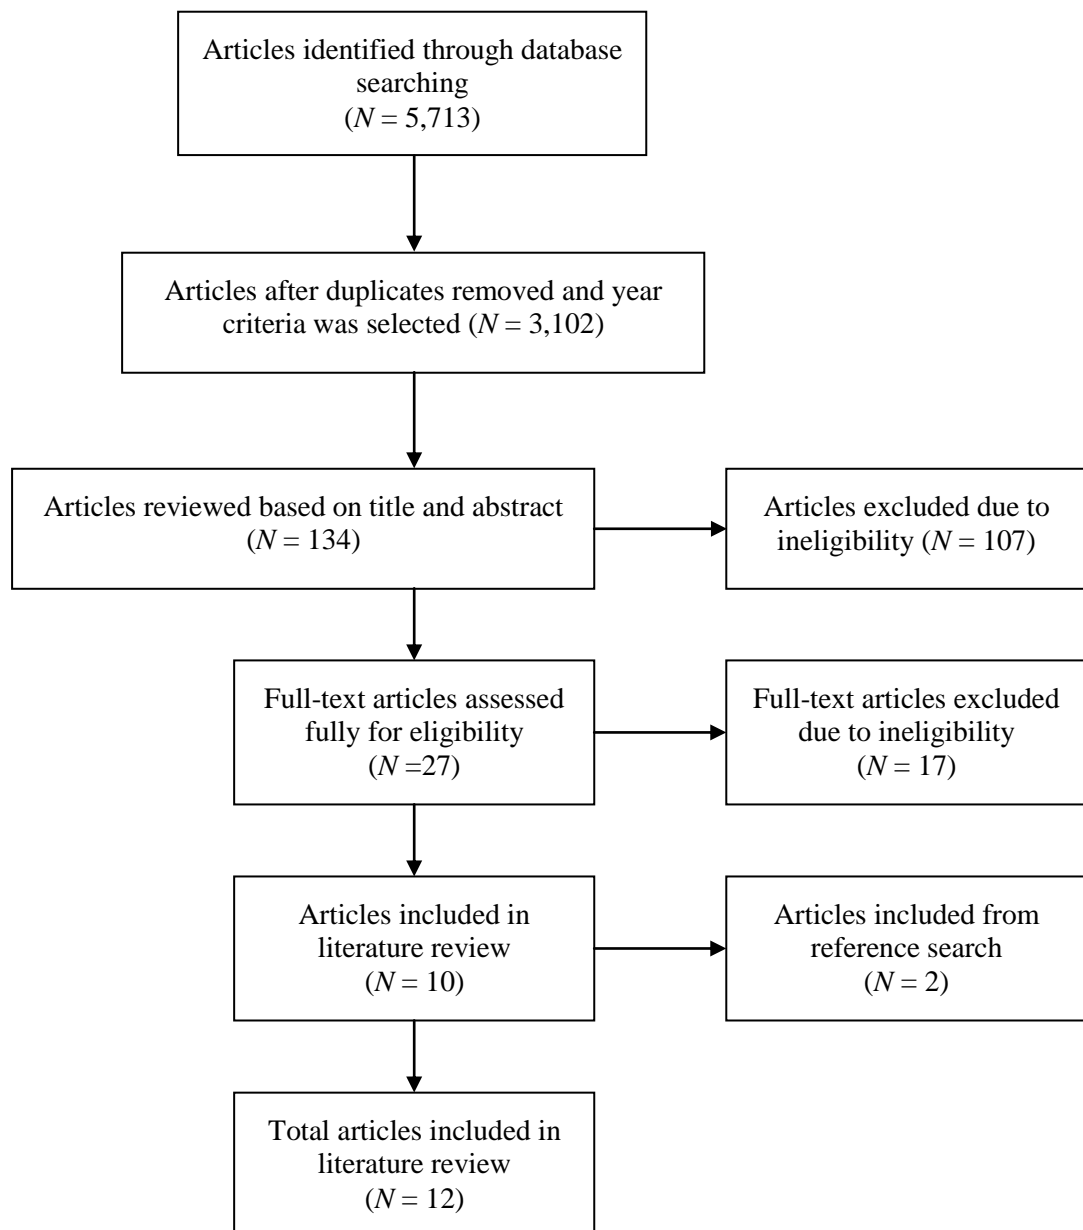 Articles identified through database
searching
(N = 5,713)
Articles after duplicates removed and year
criteria was selected (N = 3,102)
Articles reviewed based on title and abstract
(N = 134)
Articles excluded due to
ineligibility (N = 107)
Full-text articles assessed
fully for eligibility
(N =27)
Full-text articles excluded
due to ineligibility
(N = 17)
Articles included in
literature review
(N = 10)
Articles included from
reference search
(N = 2)
Total articles included in
literature review
(N = 12)